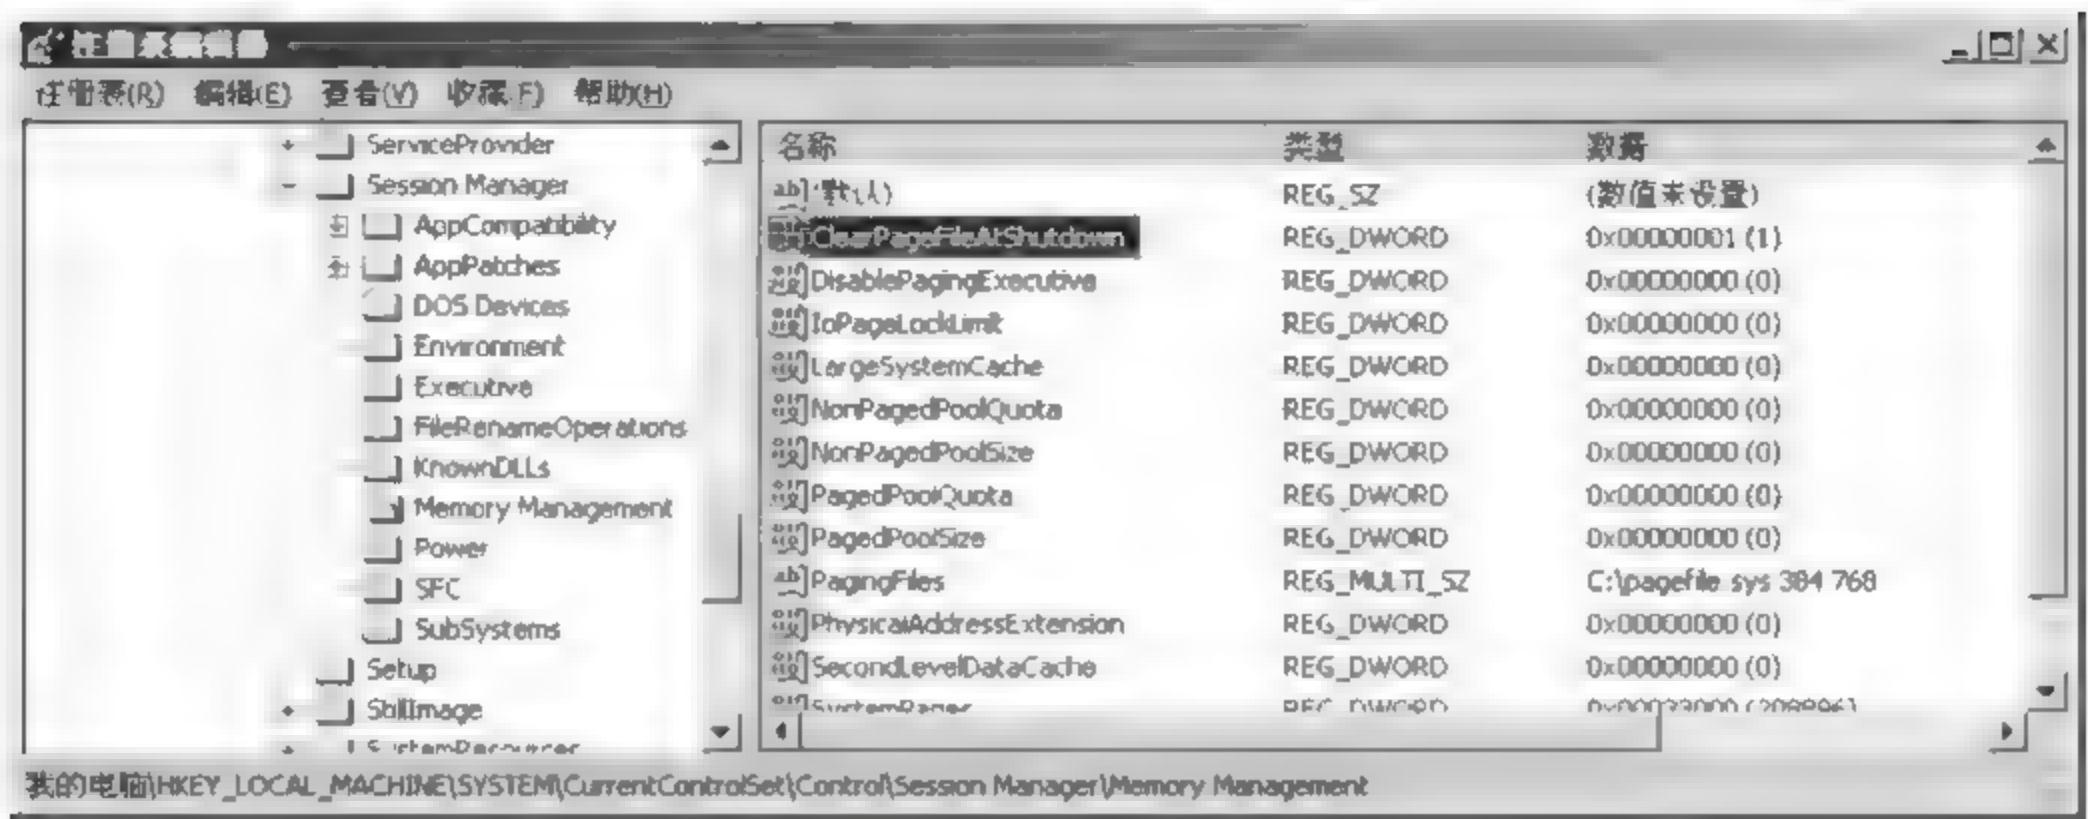 注册表编辑器
注册表(R) 编辑(E) 查看(V) 收藏(F) 帮助(H)
ServiceProvider
Session Manager
AppCompatibility
AppPatches
DOS Devices
Environment
Executive
FileRenameOperations
KnownDLLs
Memory Management
Power
SFC
SubSystems
Setup
StillImage
SystemResources
名称 类型 数据
(默认) REG_SZ (数值未设置)
ClearPageFileAtShutdown REG_DWORD 0x00000001 (1)
DisablePagingExecutive REG_DWORD 0x00000000 (0)
IoPageLockLimit REG_DWORD 0x00000000 (0)
LargeSystemCache REG_DWORD 0x00000000 (0)
NonPagedPoolQuota REG_DWORD 0x00000000 (0)
NonPagedPoolSize REG_DWORD 0x00000000 (0)
PagedPoolQuota REG_DWORD 0x00000000 (0)
PagedPoolSize REG_DWORD 0x00000000 (0)
PagingFiles REG_MULTI_SZ C:\pagefile sys 384 768
PhysicalAddressExtension REG_DWORD 0x00000000 (0)
SecondLevelDataCache REG_DWORD 0x00000000 (0)
SystemPages REG_DWORD
我的电脑\HKEY_LOCAL_MACHINE\SYSTEM\CurrentControlSet\Control\Session Manager\Memory Management